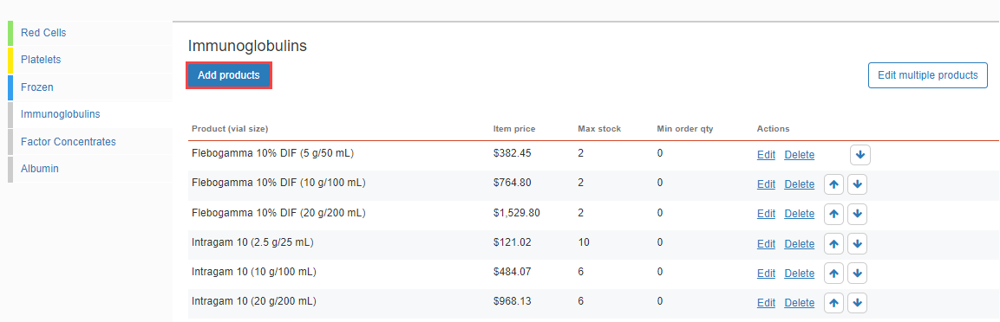 Red Cells
Platelets
Frozen
Immunoglobulins
Factor Concentrates
Albumin
Immunoglobulins
Add products
Edit multiple products
Product (vial size) Item price Max stock Min order qty Actions
Flebogamma 10% DIF (5 g/50 mL) $382.45 2 0 Edit Delete
Flebogamma 10% DIF (10 g/100 mL) $764.80 2 0 Edit Delete
Flebogamma 10% DIF (20 g/200 mL) $1,529.80 2 0 Edit Delete
Intragam 10 (2.5 g/25 mL) $121.02 10 0 Edit Delete
Intragam 10 (10 g/100 mL) $484.07 6 0 Edit Delete
Intragam 10 (20 g/200 mL) $968.13 6 0 Edit Delete